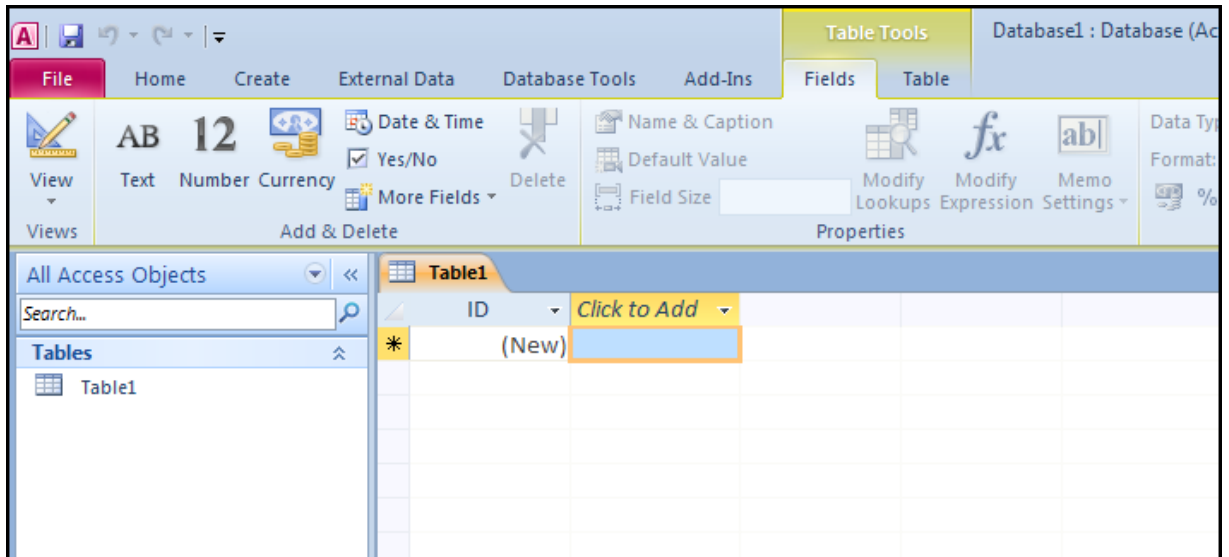 A
Table Tools
Database1 : Database (Ac
File Home Create External Data Database Tools Add-Ins Fields Table
View
AB
Text
12
Number
Currency
Date & Time
Yes/No
More Fields
Delete
Name & Caption
Default Value
Field Size
Modify
Lookups
fx
Modify
Expression
ab|
Memo
Settings
Data Typ
Format:
%
Views
Add & Delete
Properties
All Access Objects
Search...
Tables
Table1
Table1
ID Click to Add
(New)